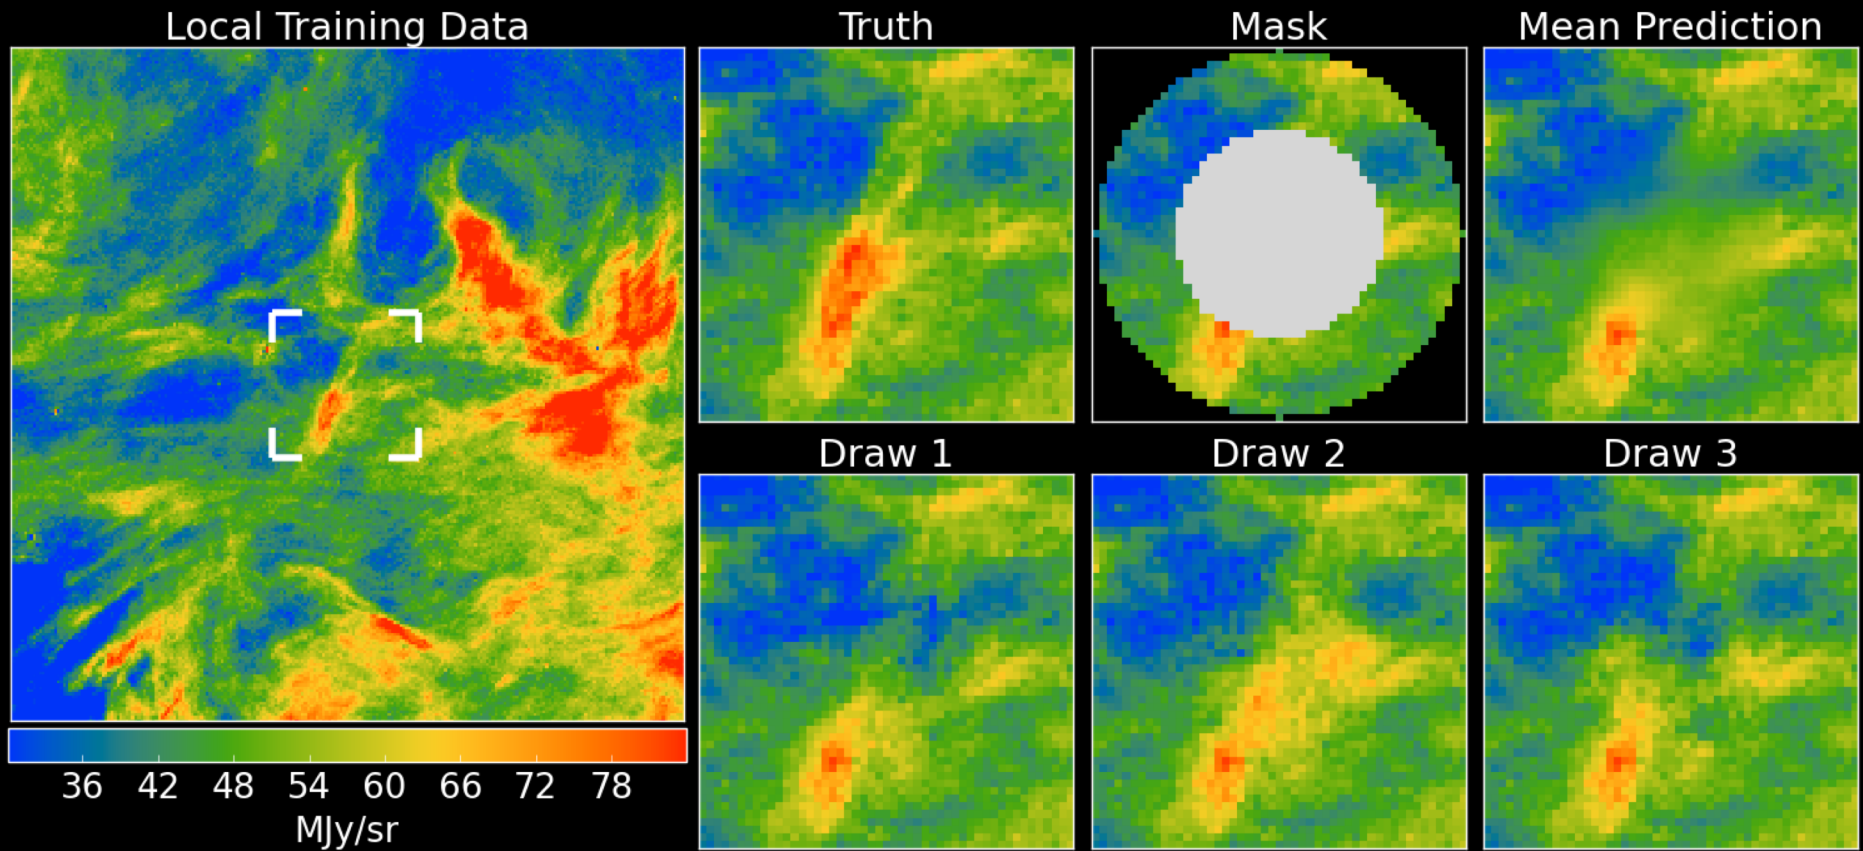 Local Training Data
Truth
Mask
Mean Prediction
Draw 1
Draw 2
Draw 3
36 42 48 54 60 66 72 78
MJy/sr